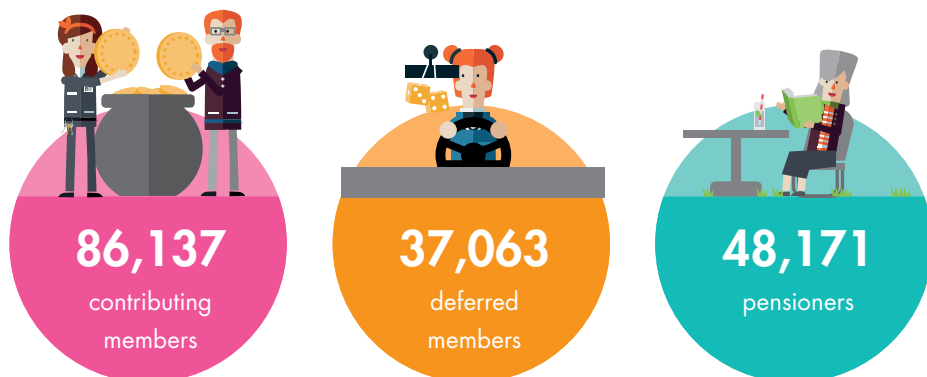 86,137
contributing
members
37,063
deferred
members
48,171
pensioners